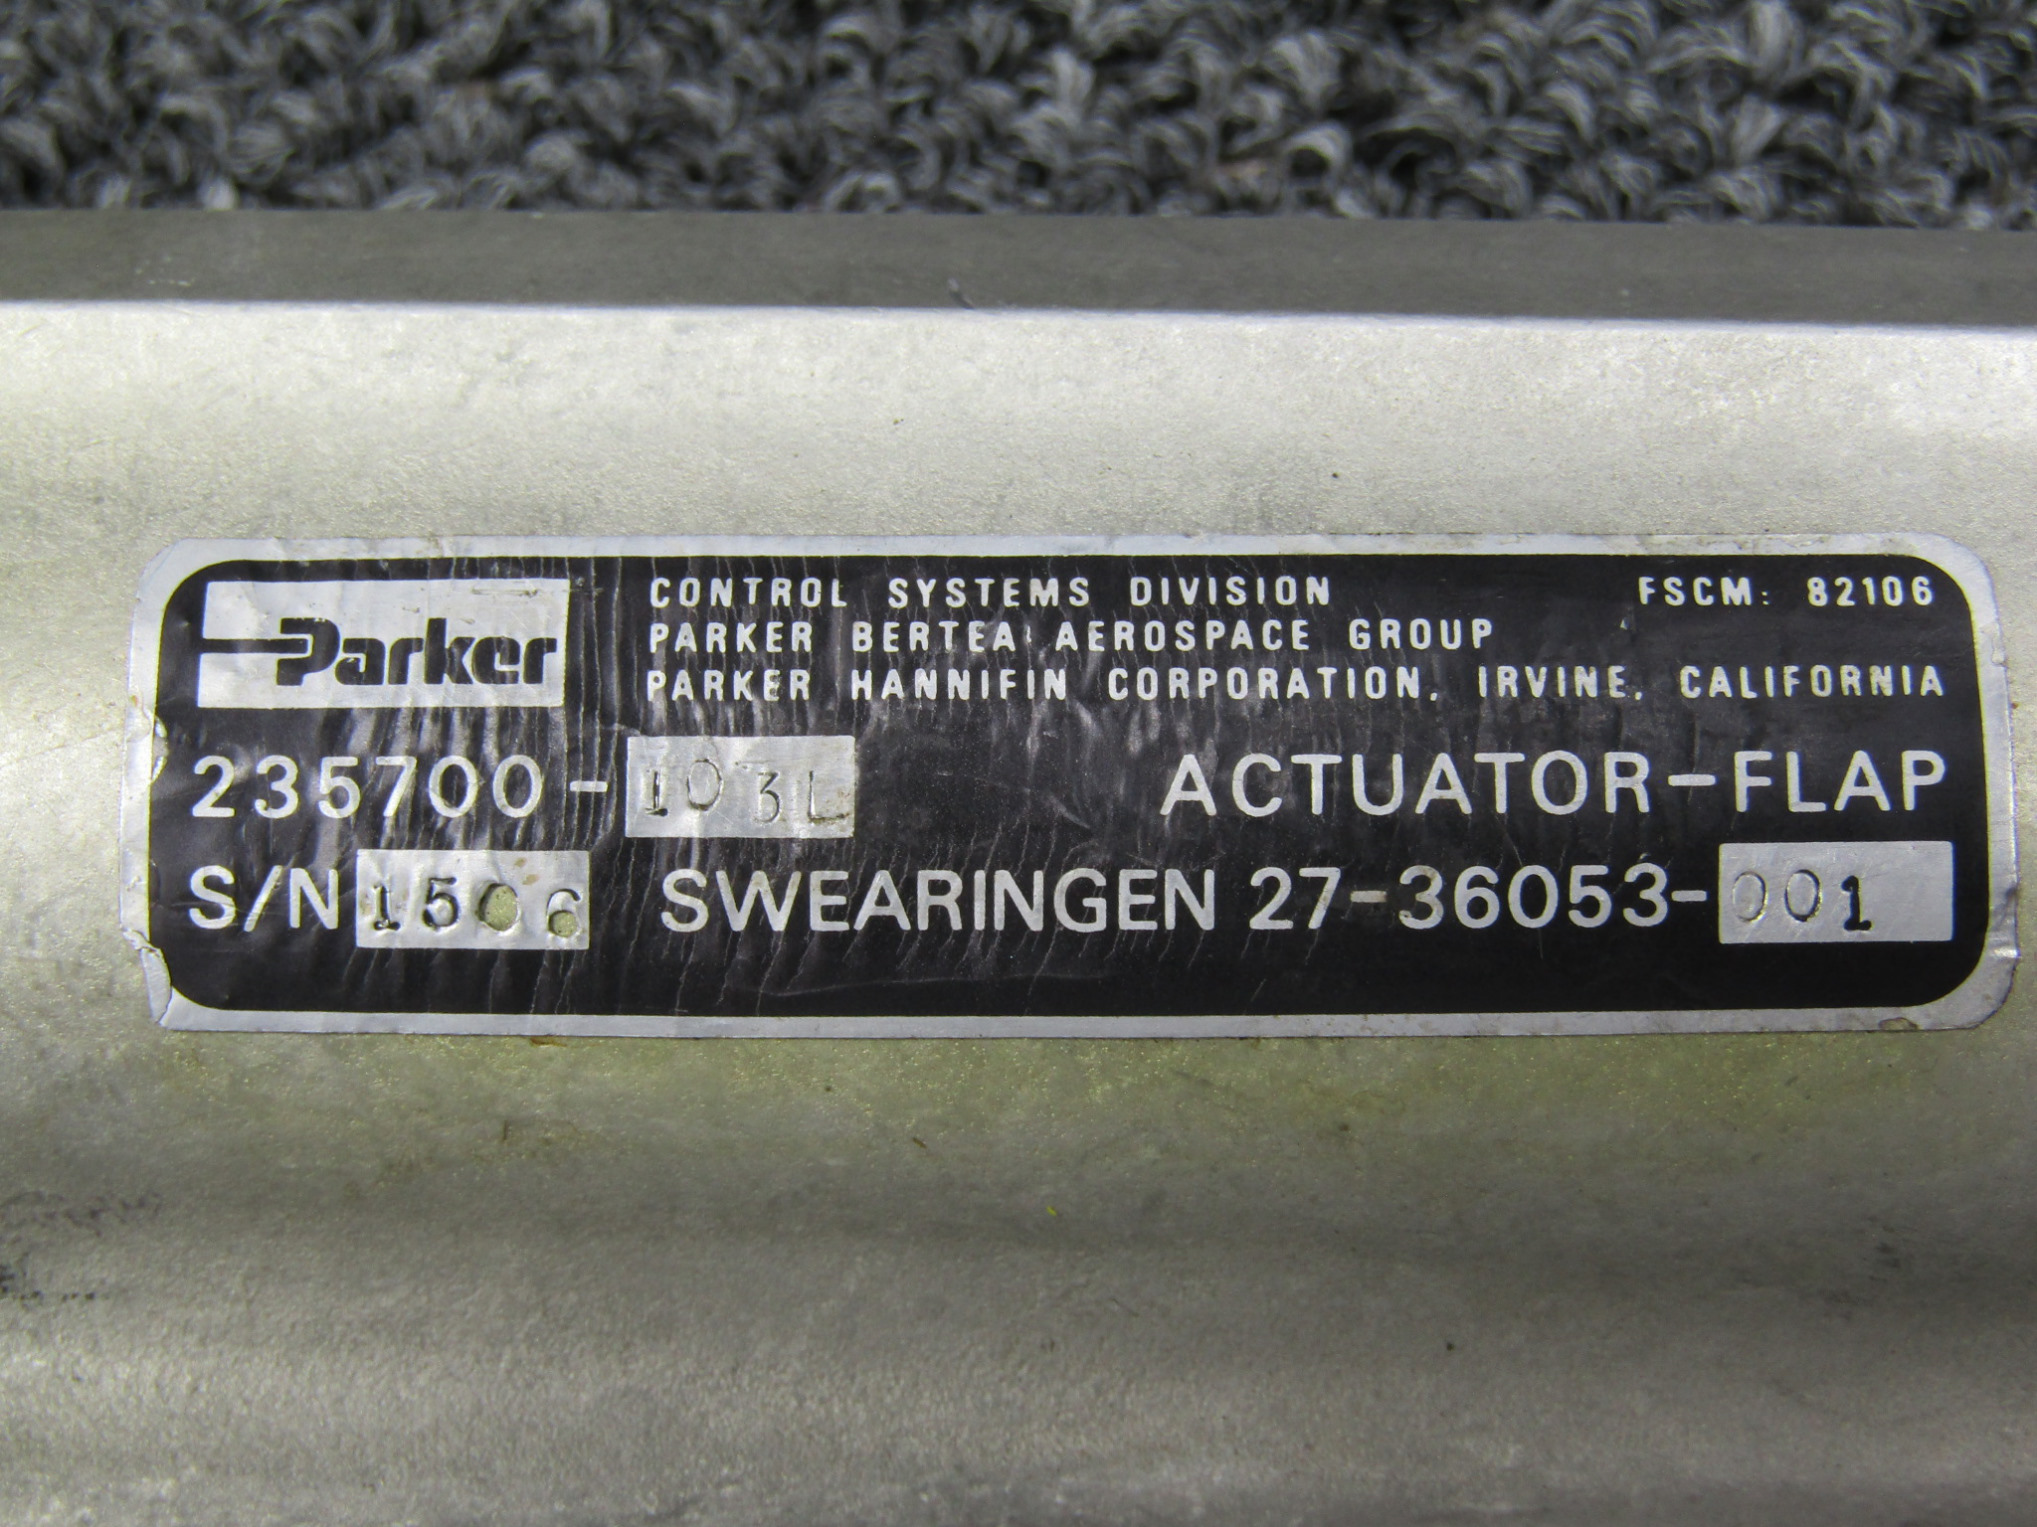 Parker
CONTROL SYSTEMS DIVISION FSCM: 82106
PARKER BERTEA AEROSPACE GROUP
PARKER HANNIFIN CORPORATION, IRVINE, CALIFORNIA
235700-103L ACTUATOR-FLAP
S/N 1506 SWEARINGEN 27-36053-001